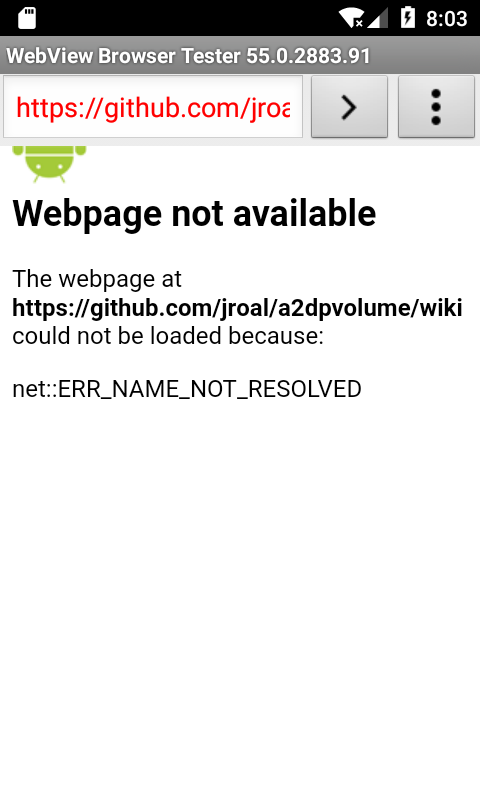 8:03
WebView Browser Tester 55.0.2883.91
https://github.com/jroa
Webpage not available
The webpage at
https://github.com/jroal/a2dpvolume/wiki
could not be loaded because:
net::ERR_NAME_NOT_RESOLVED